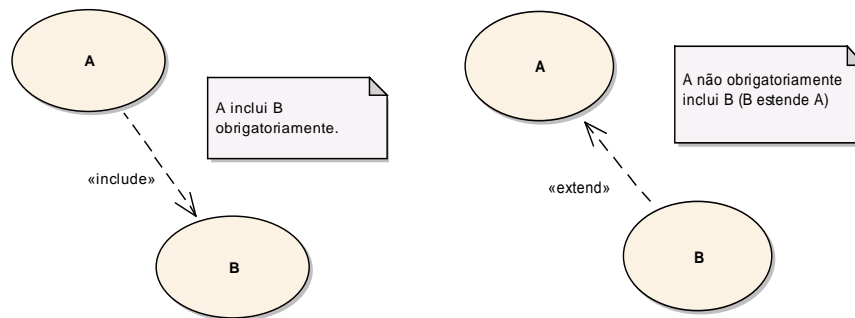 A
A inclui B
obrigatoriamente.
«include»
B
A
A não obrigatoriamente
inclui B (B estende A)
«extend»
B